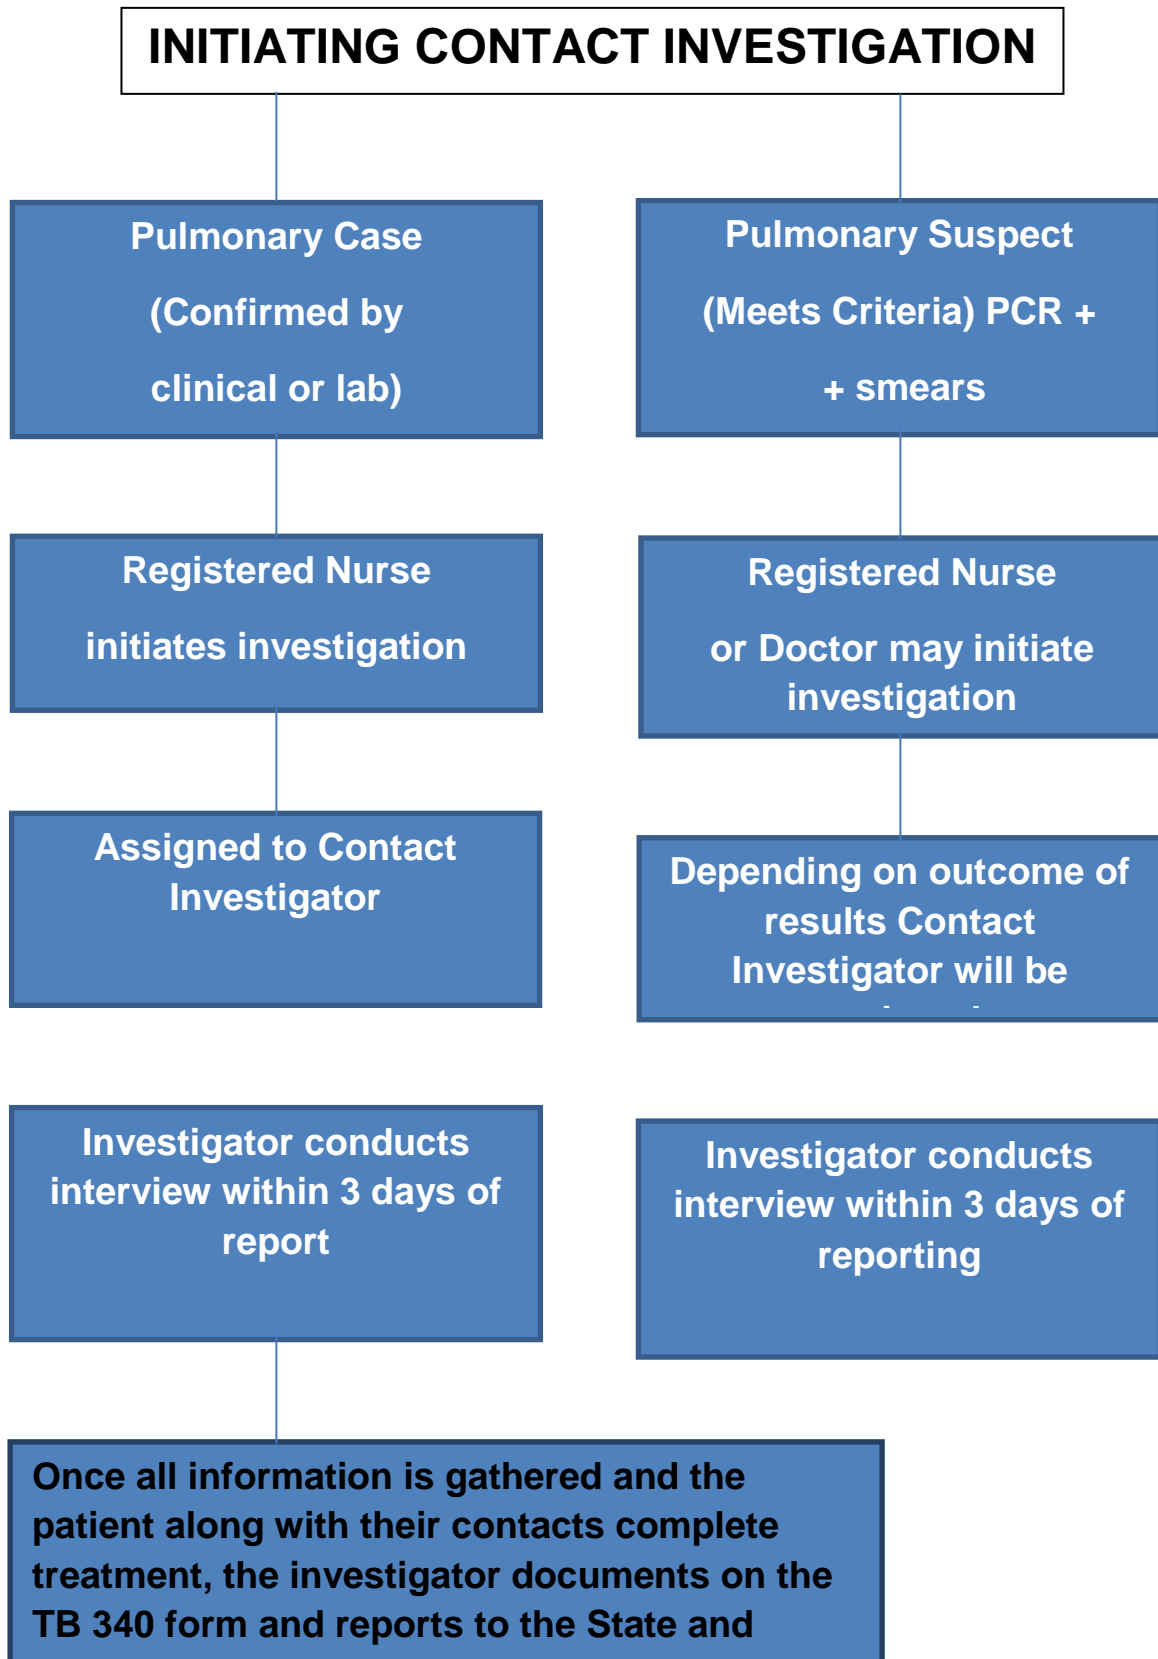 INITIATING CONTACT INVESTIGATION
Pulmonary Case
(Confirmed by
clinical or lab)
Pulmonary Suspect
(Meets Criteria) PCR +
+ smears
Registered Nurse
initiates investigation
Registered Nurse
or Doctor may initiate
investigation
Assigned to Contact
Investigator
Depending on outcome of
results Contact
Investigator will be
Investigator conducts
interview within 3 days of
report
Investigator conducts
interview within 3 days of
reporting
Once all information is gathered and the
patient along with their contacts complete
treatment, the investigator documents on the
TB 340 form and reports to the State and